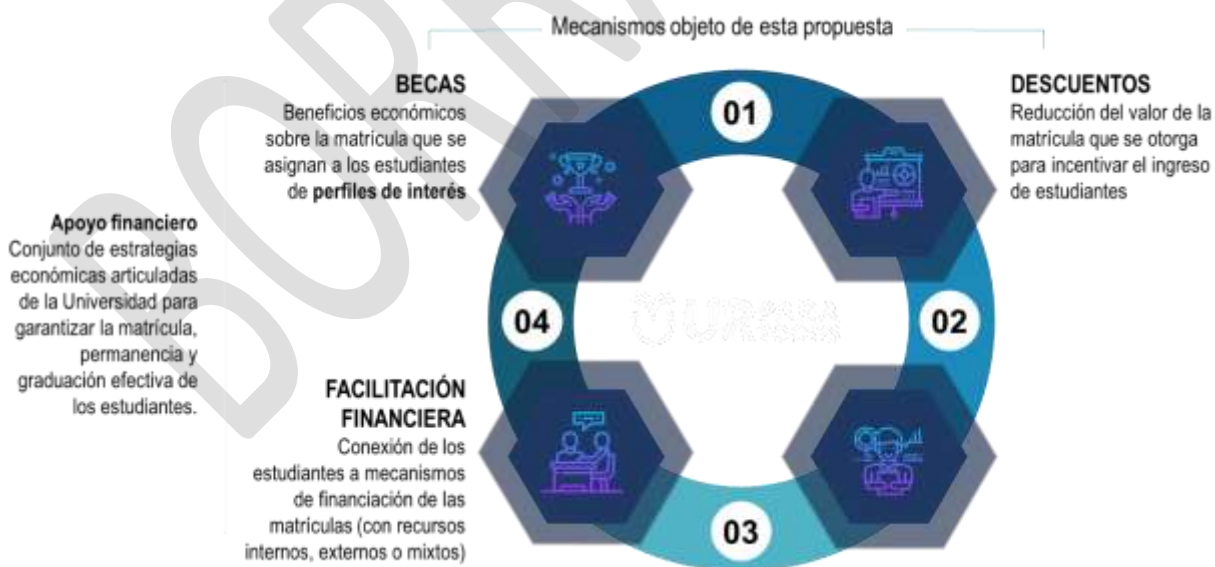 Mecanismos objeto de esta propuesta
BECAS
Beneficios económicos
sobre la matrícula que se
asignan a los estudiantes
de perfiles de interés
DESCUENTOS
Reducción del valor de la
matrícula que se otorga
para incentivar el ingreso
de estudiantes
Apoyo financiero
Conjunto de estrategias
económicas articuladas
de la Universidad para
garantizar la matrícula,
permanencia y
graduación efectiva de
los estudiantes.
FACILITACIÓN
FINANCIERA
Conexión de los
estudiantes a mecanismos
de financiación de las
matriculas (con recursos
internos, externos o mixtos)
01
02
03
04
UR PARA